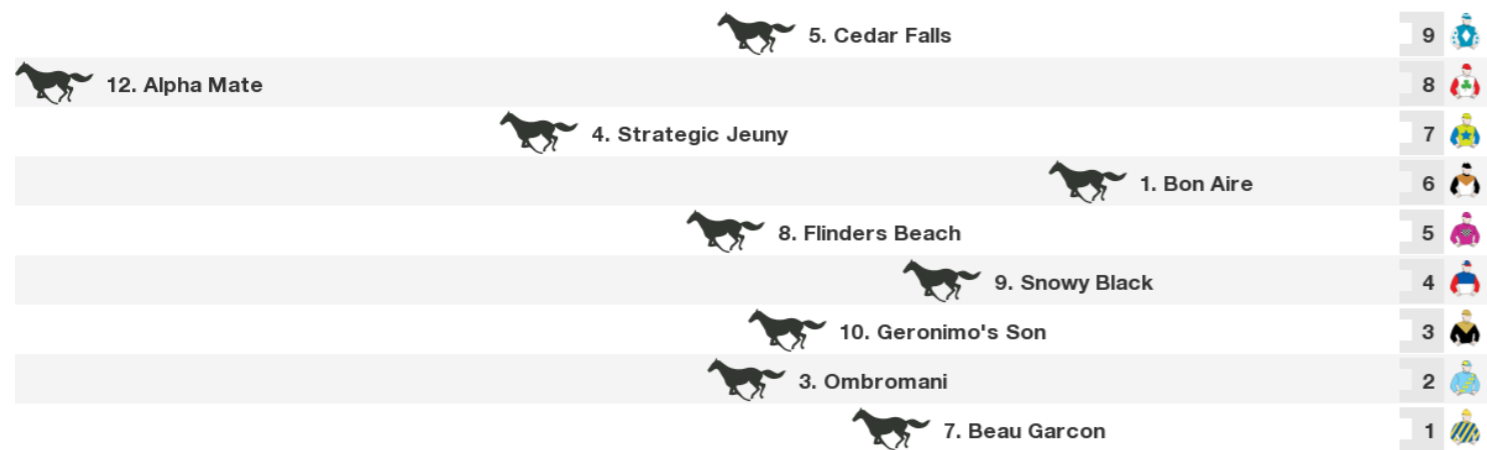 5. Cedar Falls 9
12. Alpha Mate 8
4. Strategic Jeuny 7
1. Bon Aire 6
8. Flinders Beach 5
9. Snowy Black 4
10. Geronimo's Son 3
3. Ombromani 2
7. Beau Garcon 1